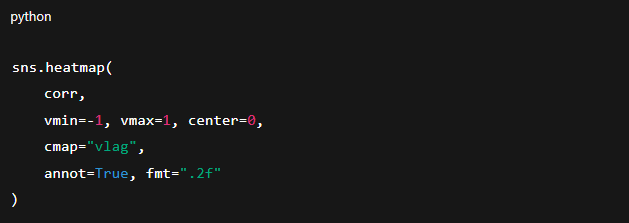 python
sns.heatmap(
    corr,
    vmin=-1, vmax=1, center=0,
    cmap="vlag",
    annot=True, fmt=".2f"
)